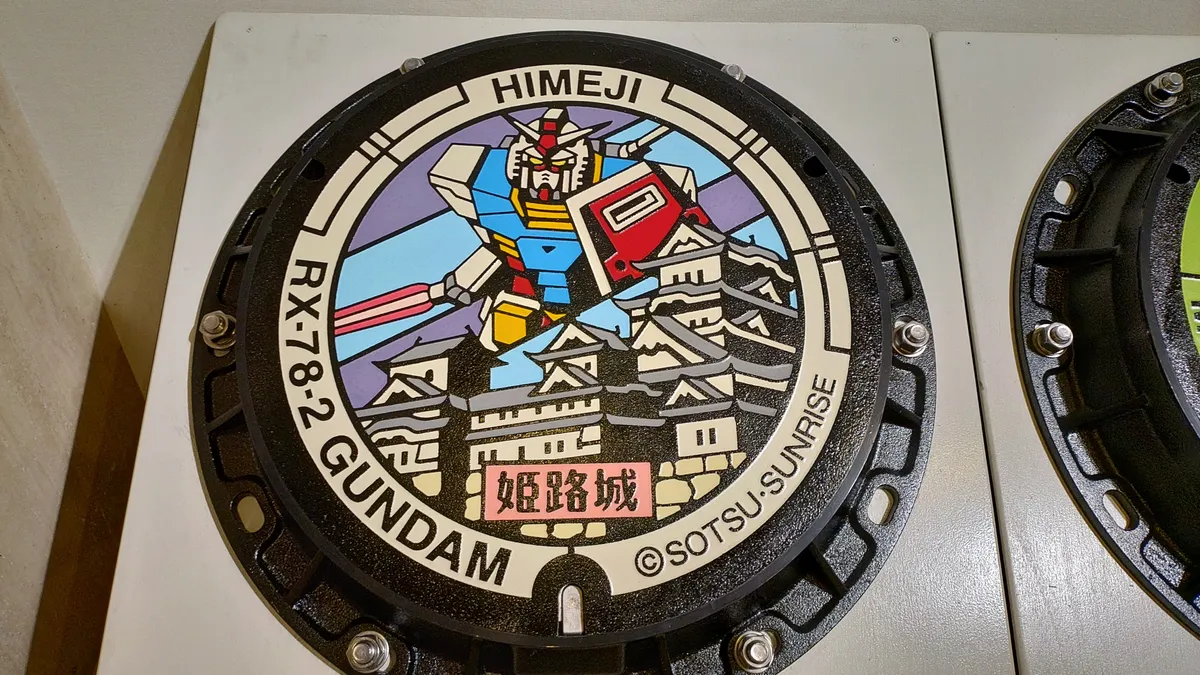 HIMEJI
RX-78-2 GUNDAM
姫路城
©SOTSU・SUNRISE